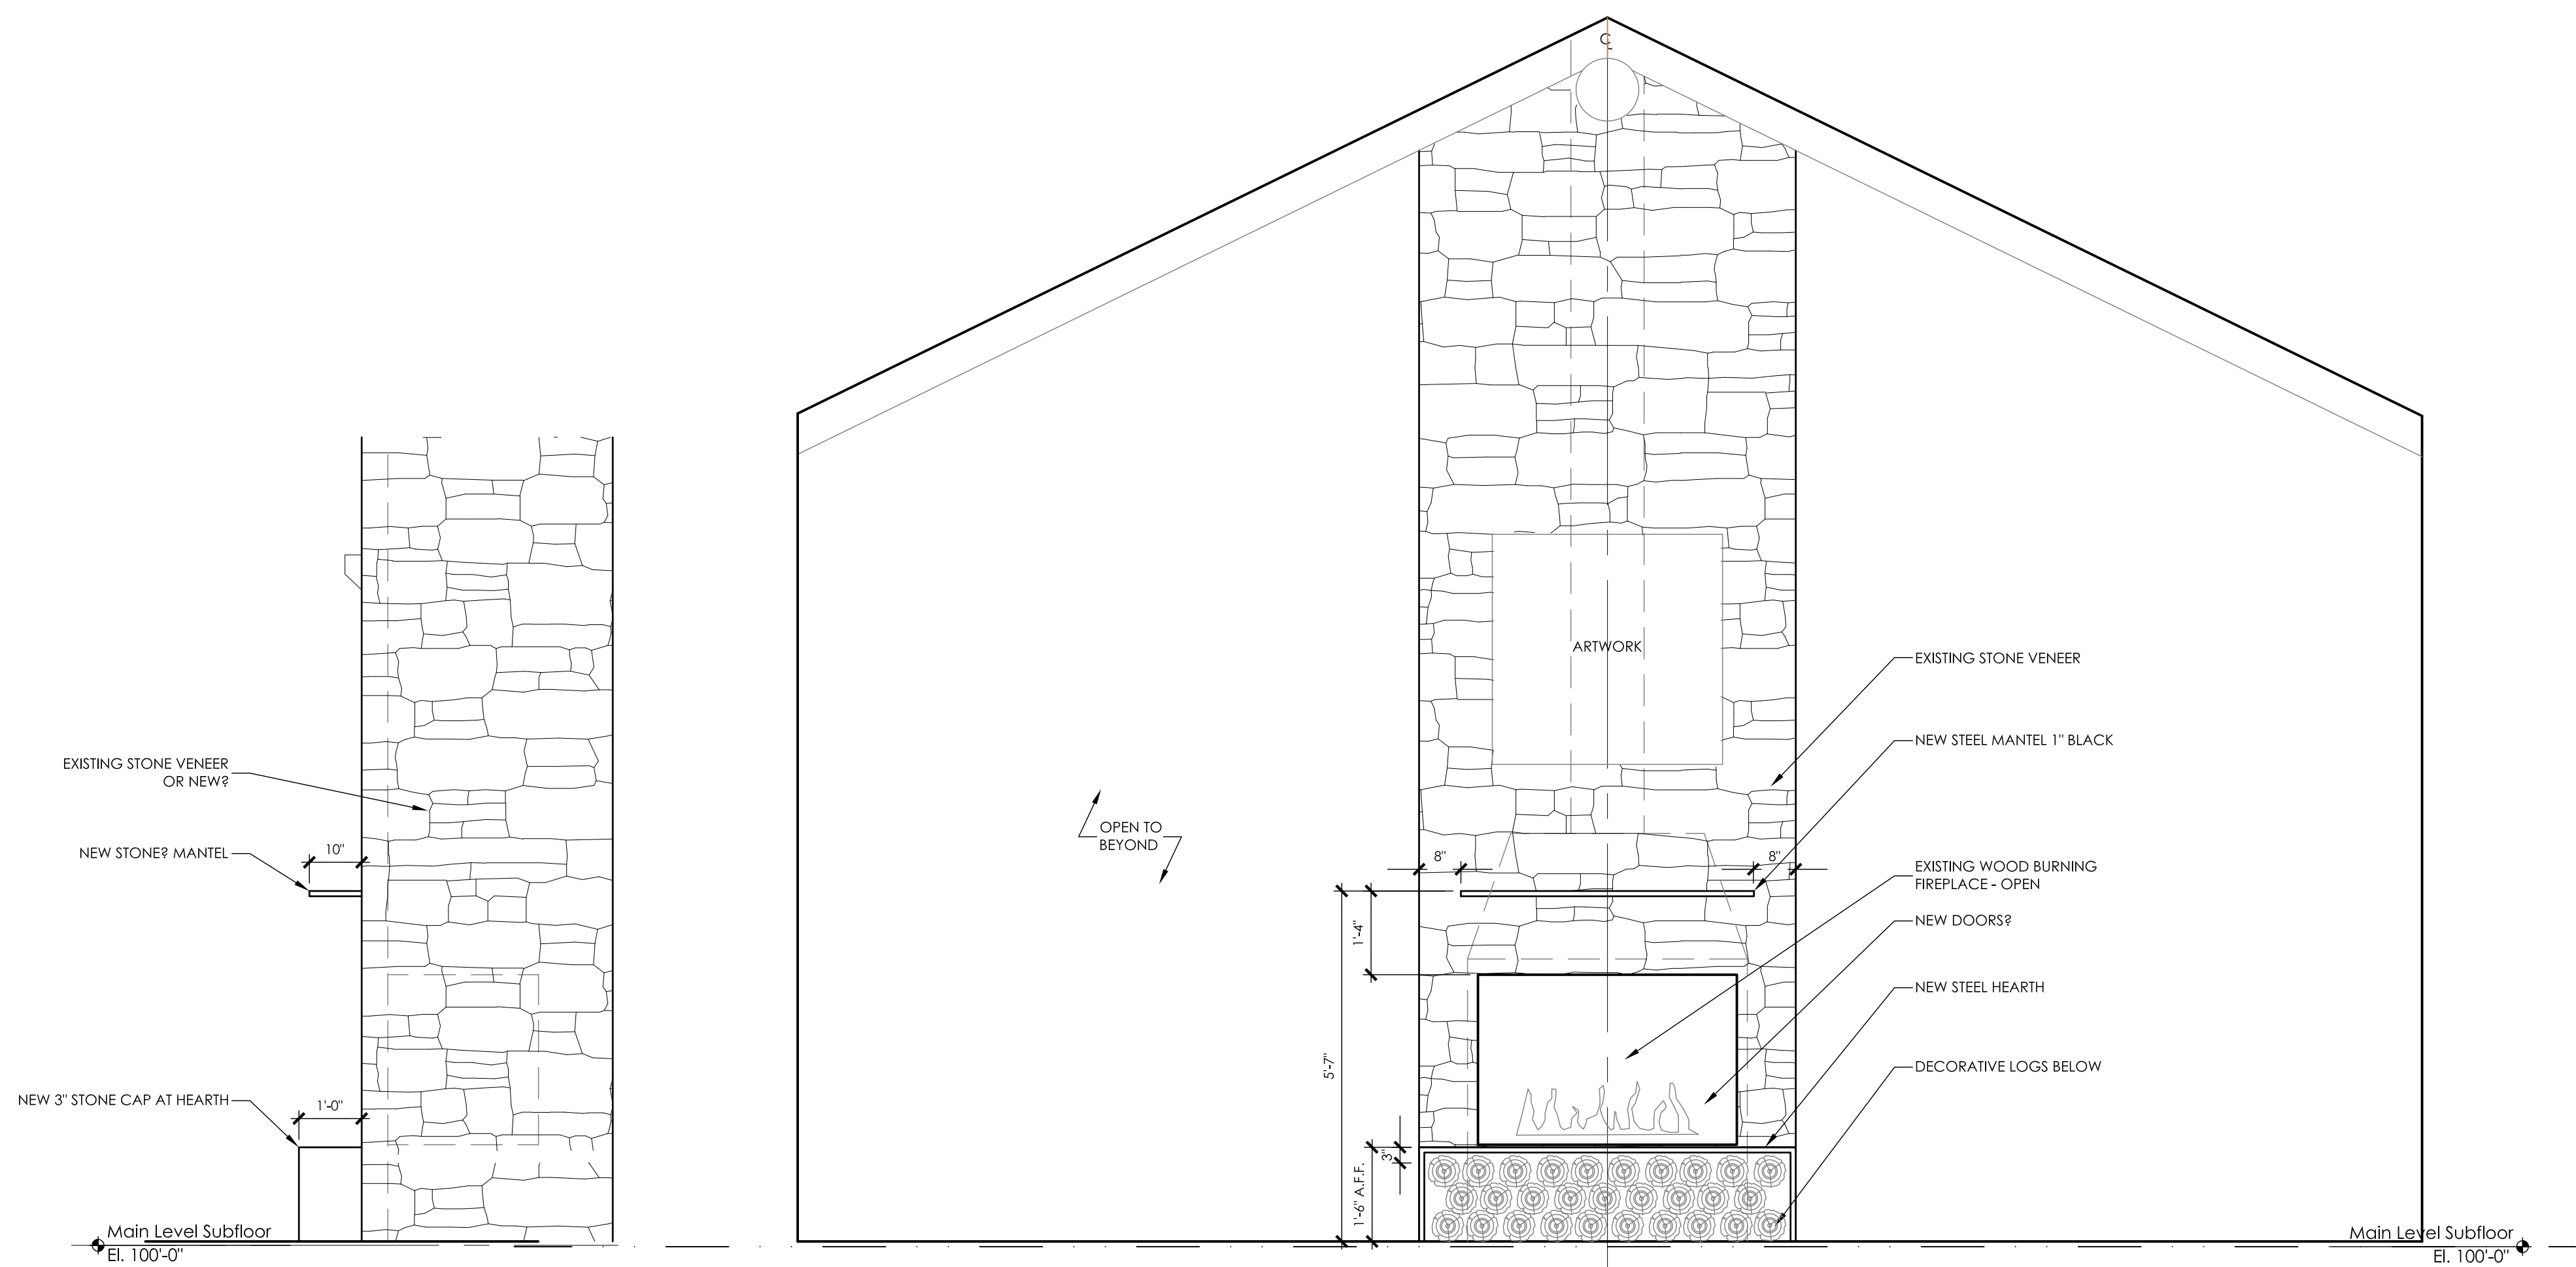 ℄
ARTWORK
EXISTING STONE VENEER
NEW STEEL MANTEL 1" BLACK
EXISTING STONE VENEER
OR NEW?
OPEN TO
BEYOND
NEW STONE? MANTEL
10"
8"
8"
EXISTING WOOD BURNING
FIREPLACE - OPEN
NEW DOORS?
1'-4"
NEW STEEL HEARTH
5'-7"
DECORATIVE LOGS BELOW
NEW 3" STONE CAP AT HEARTH
1'-0"
3"
1'-6" A.F.F.
Main Level Subfloor
El. 100'-0"
Main Level Subfloor
El. 100'-0"